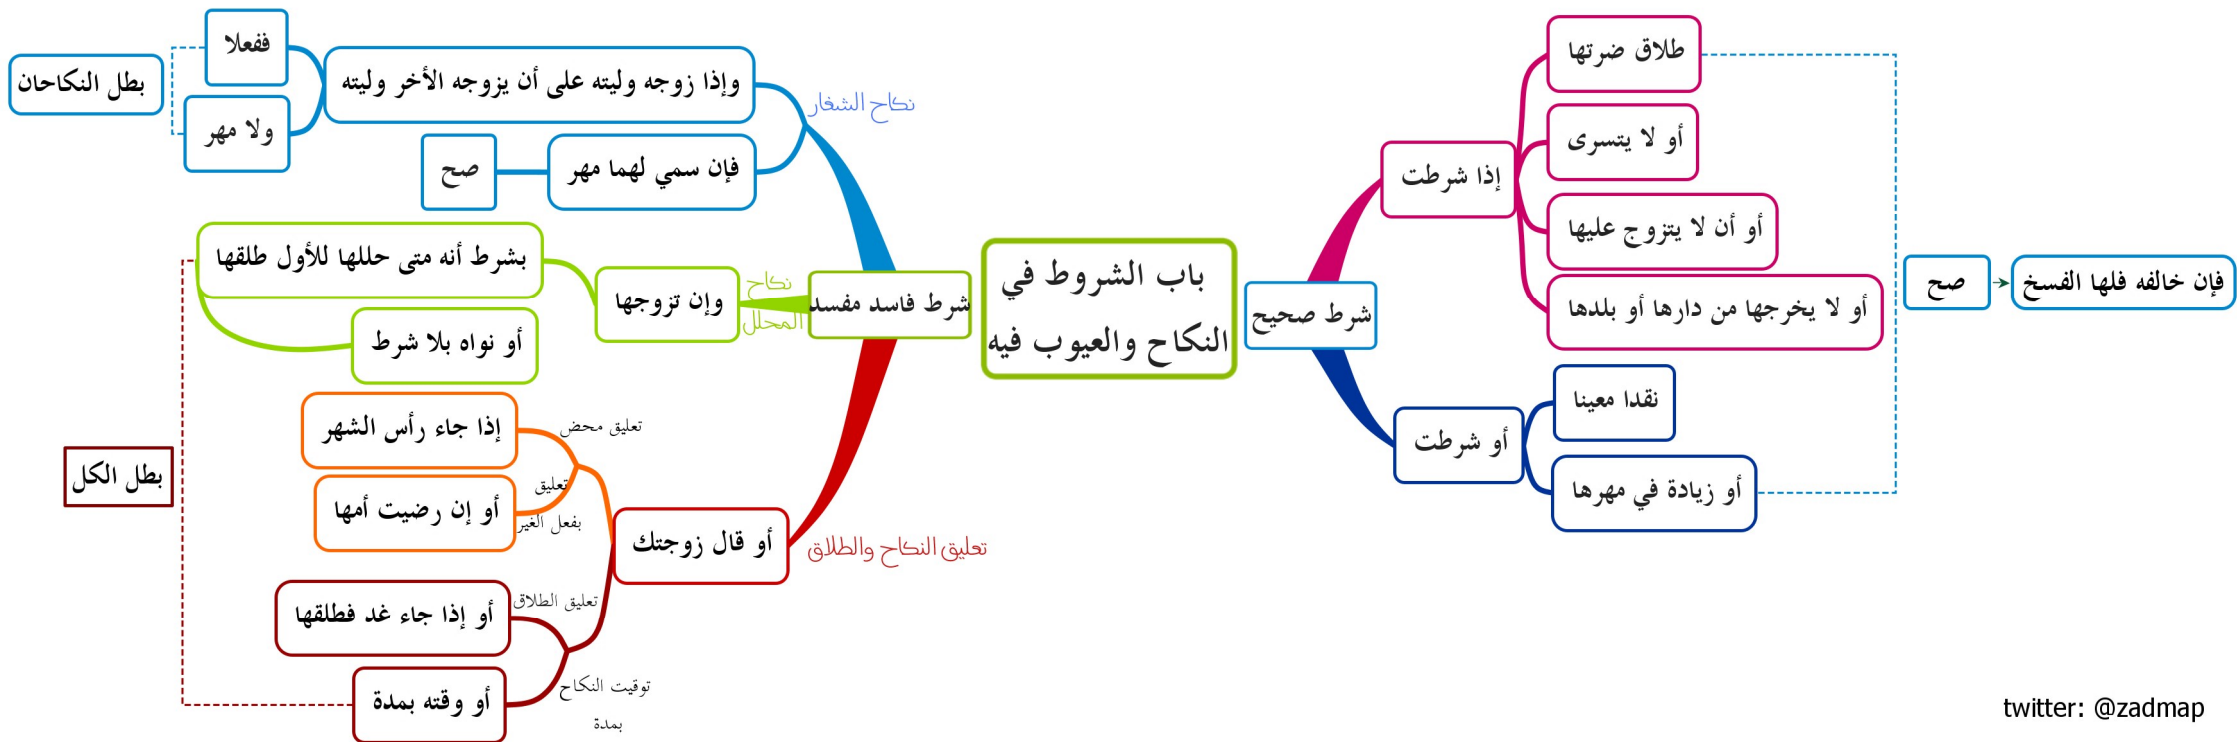 باب الشروط في
النكاح والعيوب فيه
شرط صحيح
إذا شرطت
طلاق ضرتها
أو لا يتسرى
أو أن لا يتزوج عليها
أو لا يخرجها من دارها أو بلدها
أو شرطت
نقدا معينا
أو زيادة في مهرها
صح
فإن خالفه فلها الفسخ
شرط فاسد مفسد
نكاح الشغار
وإذا زوجه وليته على أن يزوجه الأخر وليته
ففعلا
ولا مهر
بطل النكاحان
فإن سمي لهما مهر
صح
نكاح
المحلل
وإن تزوجها
بشرط أنه متى حللها للأول طلقها
أو نواه بلا شرط
تعليق النكاح والطلاق
أو قال زوجتك
تعليق محض
إذا جاء رأس الشهر
تعليق
بفعل الغير
أو إن رضيت أمها
تعليق الطلاق
أو إذا جاء غد فطلقها
توقيت النكاح
بمدة
أو وقته بمدة
بطل الكل
twitter: @zadmap